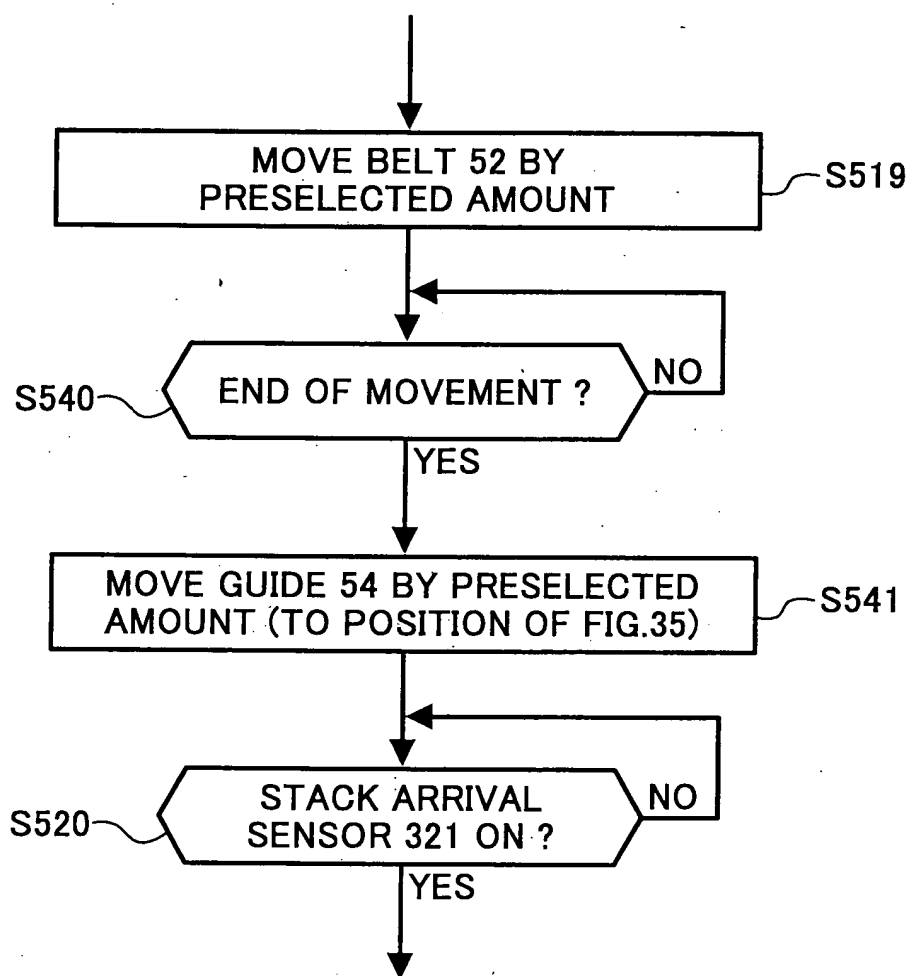 MOVE BELT 52 BY
PRESELECTED AMOUNT
S519
END OF MOVEMENT ?
NO
S540
YES
MOVE GUIDE 54 BY PRESELECTED
AMOUNT (TO POSITION OF FIG.35)
S541
STACK ARRIVAL
SENSOR 321 ON ?
NO
S520
YES